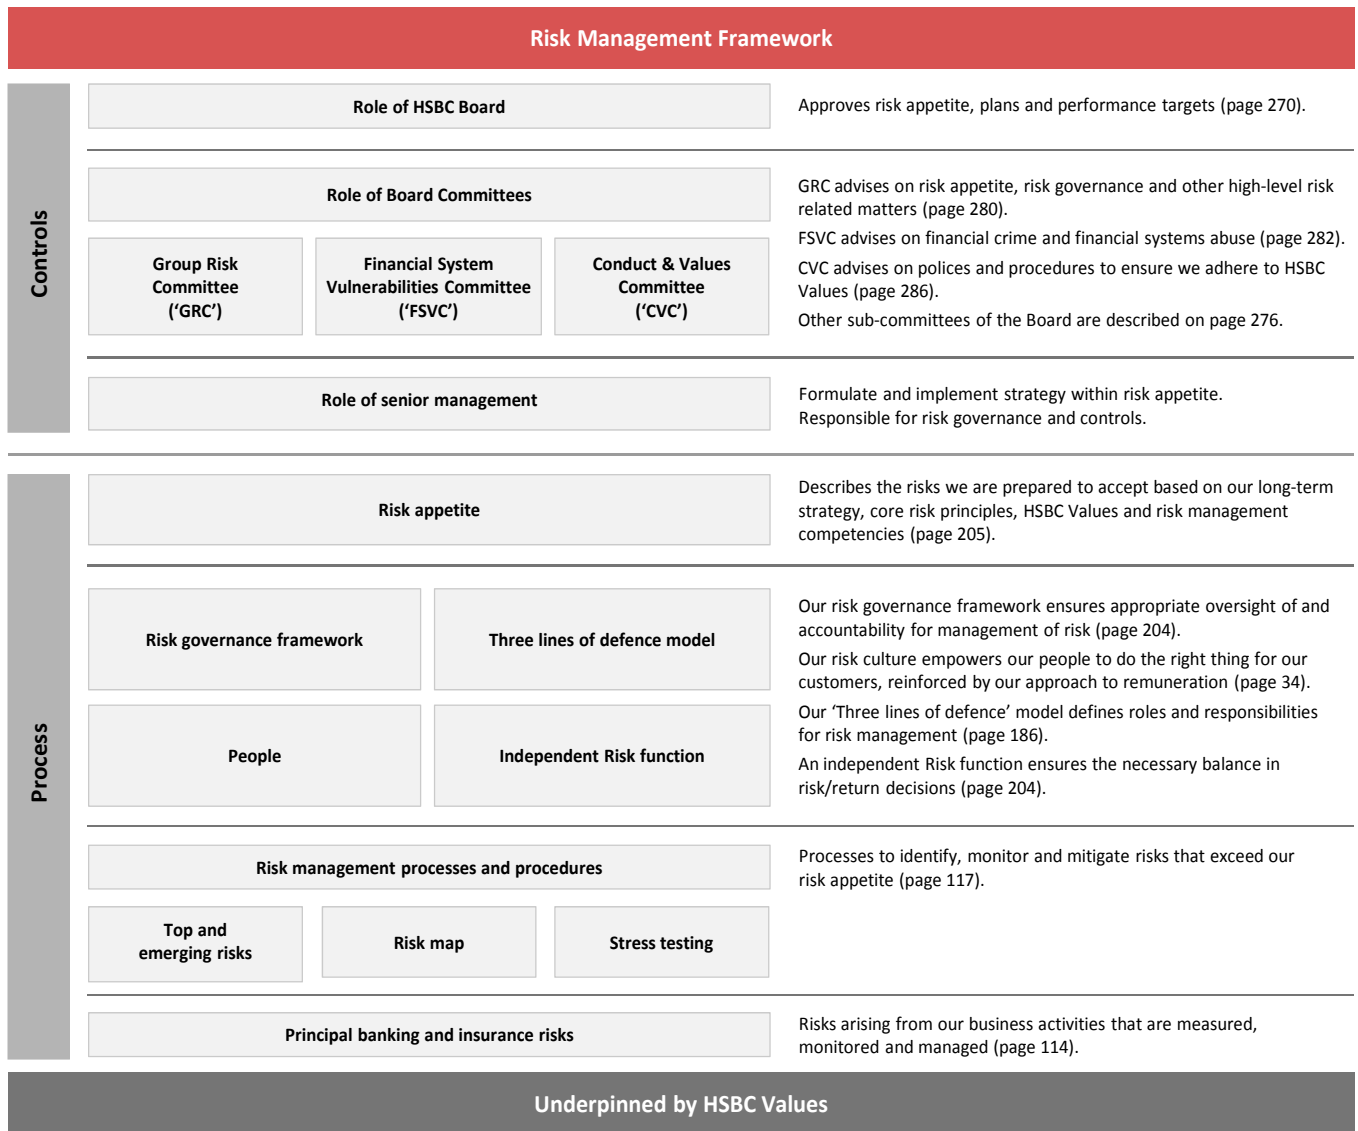 Risk Management Framework
Controls
Role of HSBC Board
Approves risk appetite, plans and performance targets (page 270).
Role of Board Committees
Group Risk
Committee
(‘GRC’)
Financial System
Vulnerabilities Committee
(‘FSVC’)
Conduct & Values
Committee
(‘CVC’)
GRC advises on risk appetite, risk governance and other high-level risk
related matters (page 280).
FSVC advises on financial crime and financial systems abuse (page 282).
CVC advises on polices and procedures to ensure we adhere to HSBC
Values (page 286).
Other sub-committees of the Board are described on page 276.
Role of senior management
Formulate and implement strategy within risk appetite.
Responsible for risk governance and controls.
Process
Risk appetite
Describes the risks we are prepared to accept based on our long-term
strategy, core risk principles, HSBC Values and risk management
competencies (page 205).
Risk governance framework
Three lines of defence model
People
Independent Risk function
Our risk governance framework ensures appropriate oversight of and
accountability for management of risk (page 204).
Our risk culture empowers our people to do the right thing for our
customers, reinforced by our approach to remuneration (page 34).
Our ‘Three lines of defence’ model defines roles and responsibilities
for risk management (page 186).
An independent Risk function ensures the necessary balance in
risk/return decisions (page 204).
Risk management processes and procedures
Top and
emerging risks
Risk map
Stress testing
Processes to identify, monitor and mitigate risks that exceed our
risk appetite (page 117).
Principal banking and insurance risks
Risks arising from our business activities that are measured,
monitored and managed (page 114).
Underpinned by HSBC Values